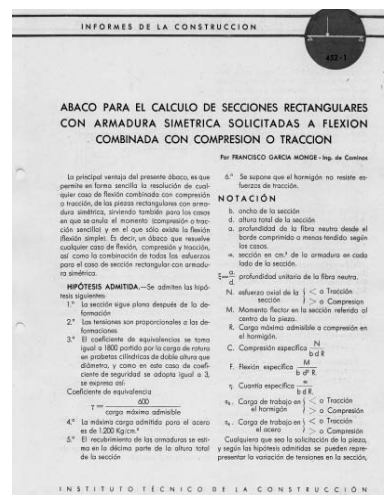 INFORMES DE LA CONSTRUCCION
452-1
ABACO PARA EL CALCULO DE SECCIONES RECTANGULARES
CON ARMADURA SIMETRICA SOLICITADAS A FLEXION
COMBINADA CON COMPRESION O TRACCION
Por FRANCISCO GARCIA MONGE - Ing. de Caminos
La principal ventaja del presente ábaco, es que
permite en forma sencilla la resolución de cual-
quier caso de flexión combinada con compresión
o tracción, de las piezas rectangulares con arma-
dura simétrica, sirviendo también para los casos
en que se anula el momento (compresión o trac-
ción sencilla) y en el que sólo existe la flexión
(flexión simple). Es decir, un ábaco que resuelve
cualquier caso de flexión, compresión y tracción,
así como la combinación de todos los esfuerzos
para el caso de sección rectangular con armadu-
ra simétrica.
HIPÓTESIS ADMITIDA.—Se admiten las hipó-
tesis siguientes:
1.º La sección sigue plana después de la de-
formación
2.º Las tensiones son proporcionales a las de-
formaciones
3.º El coeficiente de equivalencias se toma
igual a 1800 partido por la carga de rotura
en probetas cilíndricas de doble altura que
diámetro, y como en este caso de coefi-
ciente de seguridad se adopta igual a 3,
se expresa así:
Coeficiente de equivalencia
γ = 600 / carga máxima admisible
4.º La máxima carga admitida para el acero
es de 1.200 Kg/cm.²
5.º El recubrimiento de las armaduras se esti-
ma en la décima parte de la altura total
de la sección
6.º Se supone que el hormigón no resiste es-
fuerzos de tracción.
NOTACIÓN
b. ancho de la sección
d. altura total de la sección
a. profundidad de la fibra neutra desde el
borde comprimido o menos tendido según
los casos.
sección en cm.² de la armadura en cada
lado de la sección.
ξ = a/d. profundidad unitaria de la fibra neutra.
N. esfuerzo axial de la sección { < o Tracción
> o Compresion
M. Momento flector en la sección referido al
centro de la pieza.
R. Carga máxima admisible a compresion en
el hormigón.
C. Compresión especifica N / b d R
F. Flexión especifica M / b d² R.
η. Cuantía especifica / b d R.
Carga de trabajo en el hormigón { < o Tracción
> o Compresión
Carga de trabajo en el acero { < o Tracción
> o Compresión
Cualquiera que sea la solicitación de la pieza,
y según las hipótesis admitidas se pueden repre-
presentar la variación de tensiones en la sección,
INSTITUTO TECNICO DE LA CONSTRUCCIÓN